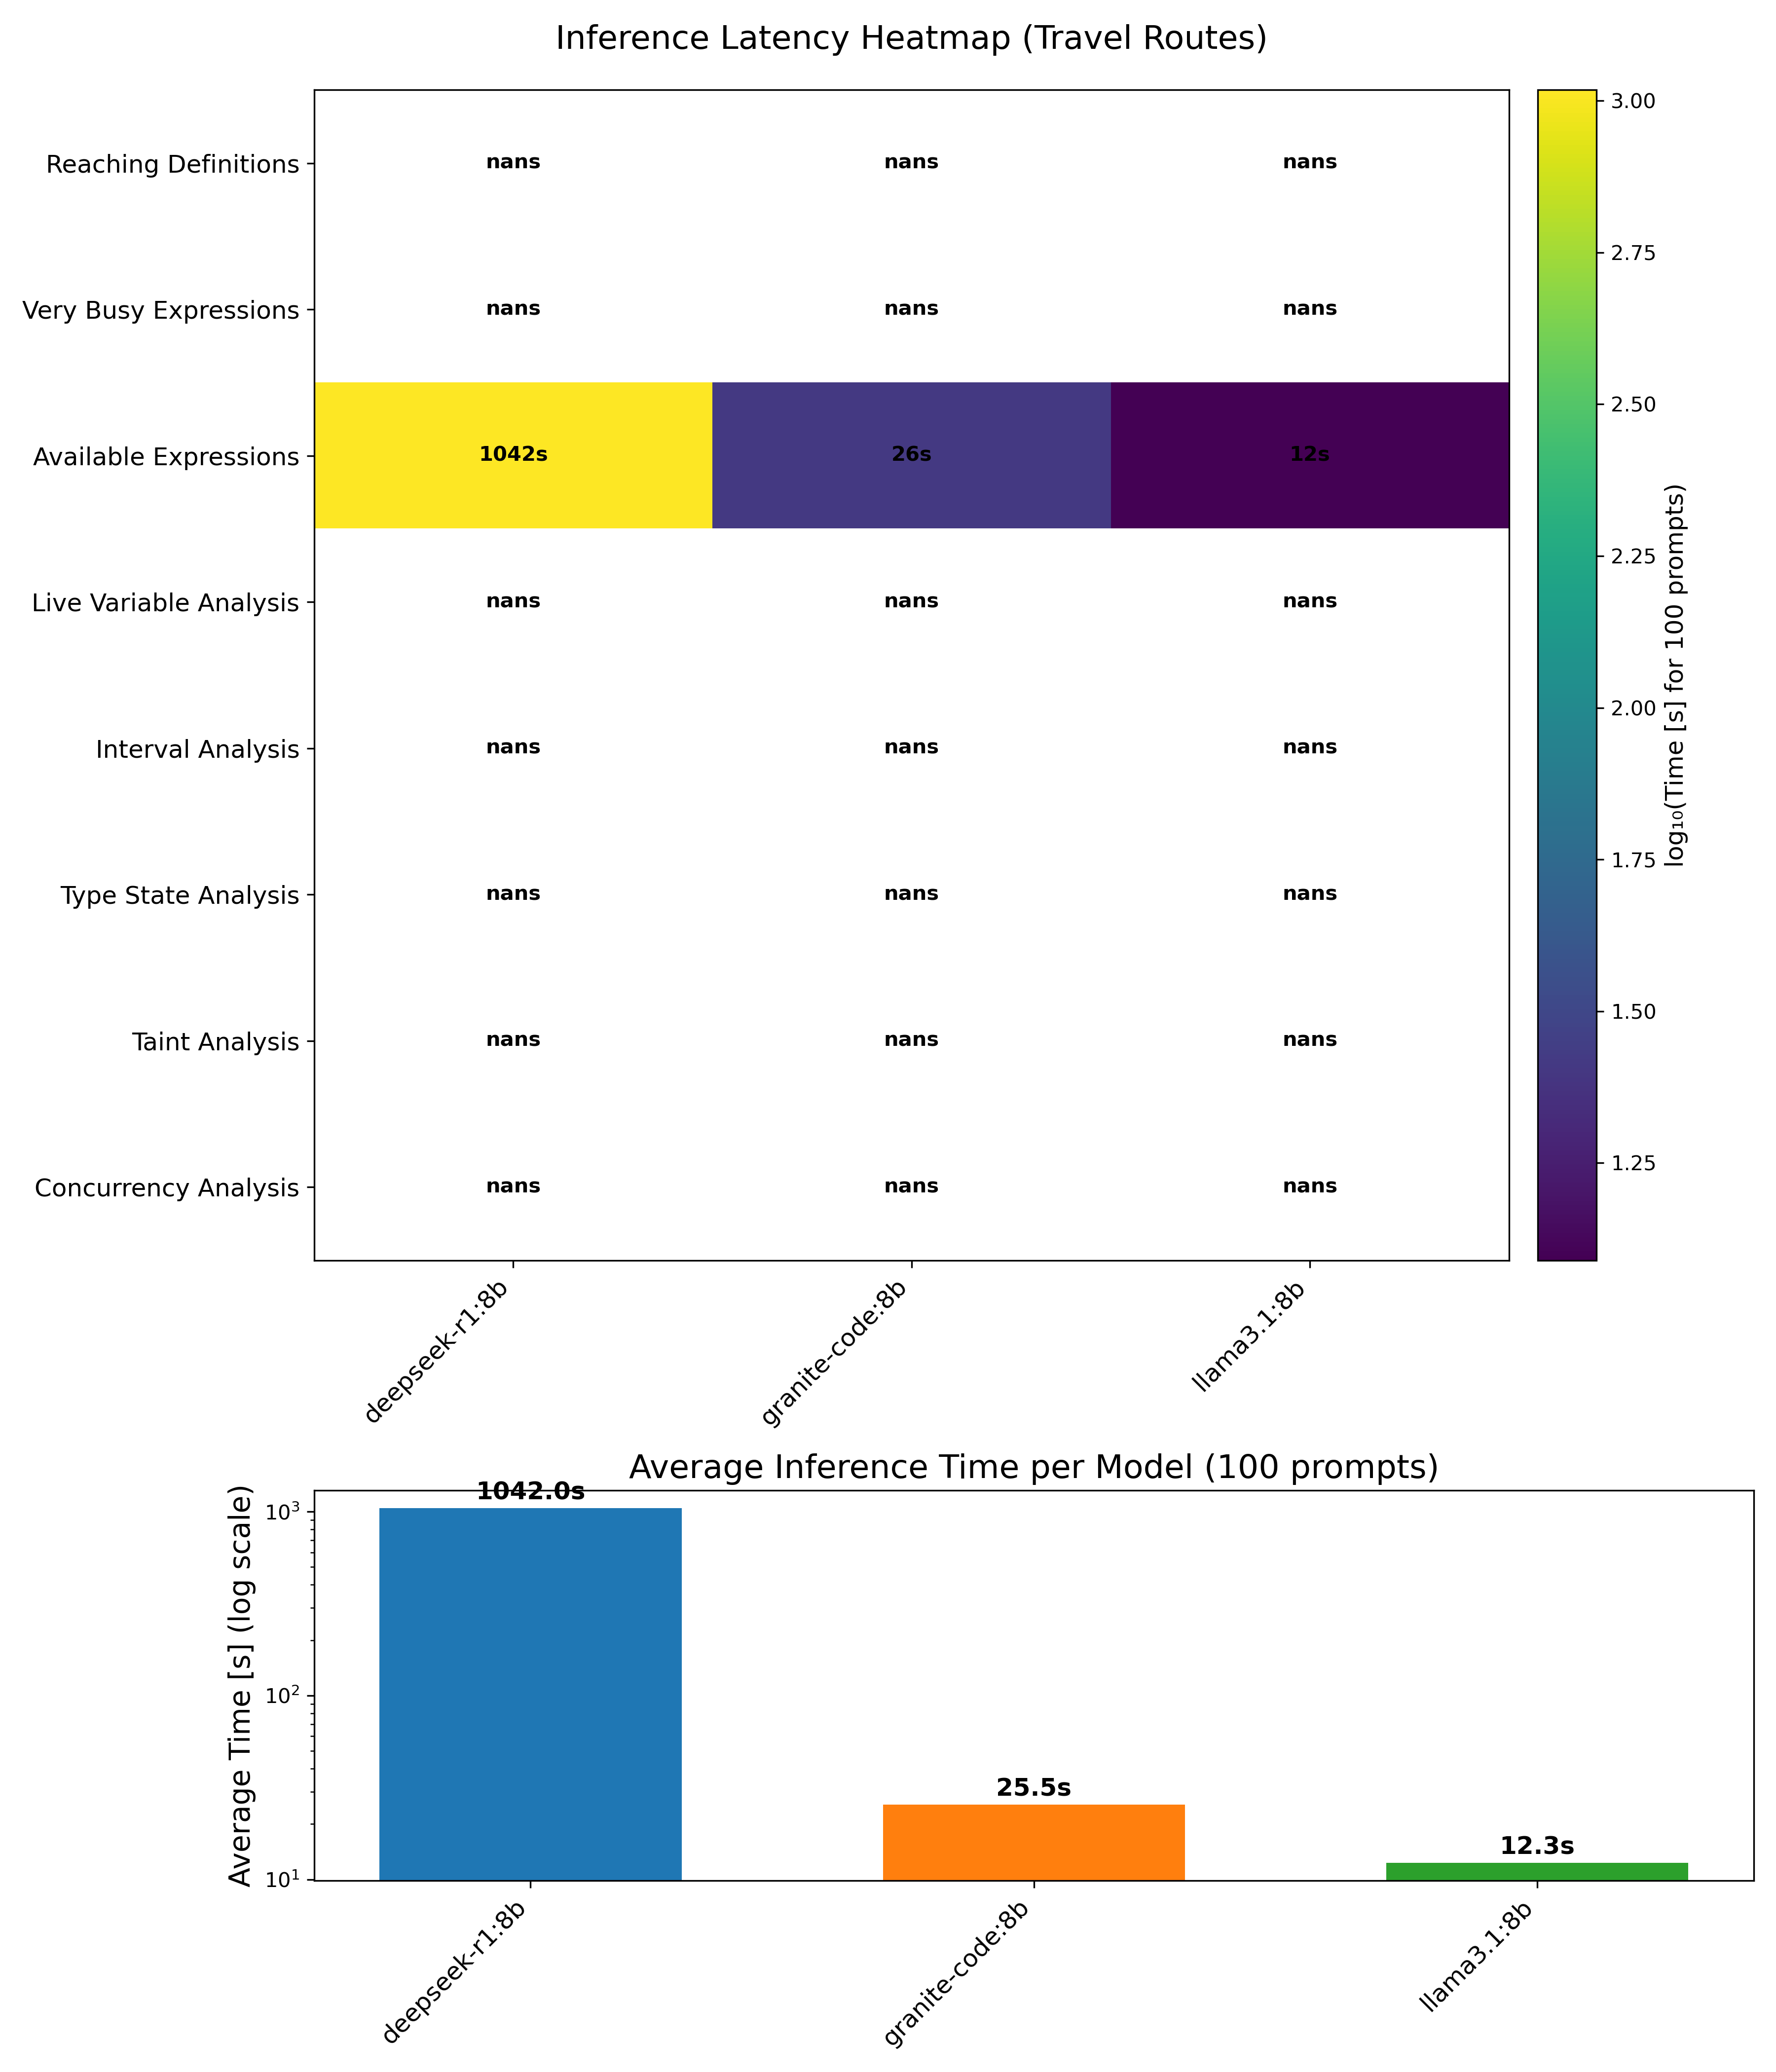 Inference Latency Heatmap (Travel Routes)
Reaching Definitions nans nans nans
Very Busy Expressions nans nans nans
Available Expressions 1042s 26s 12s
Live Variable Analysis nans nans nans
Interval Analysis nans nans nans
Type State Analysis nans nans nans
Taint Analysis nans nans nans
Concurrency Analysis nans nans nans
deepseek-r1:8b granite-code:8b llama3.1:8b
3.00
2.75
2.50
2.25
2.00
1.75
1.50
1.25
log₁₀(Time [s] for 100 prompts)
Average Inference Time per Model (100 prompts)
Average Time [s] (log scale)
10³
10²
10¹
1042.0s
25.5s
12.3s
deepseek-r1:8b granite-code:8b llama3.1:8b